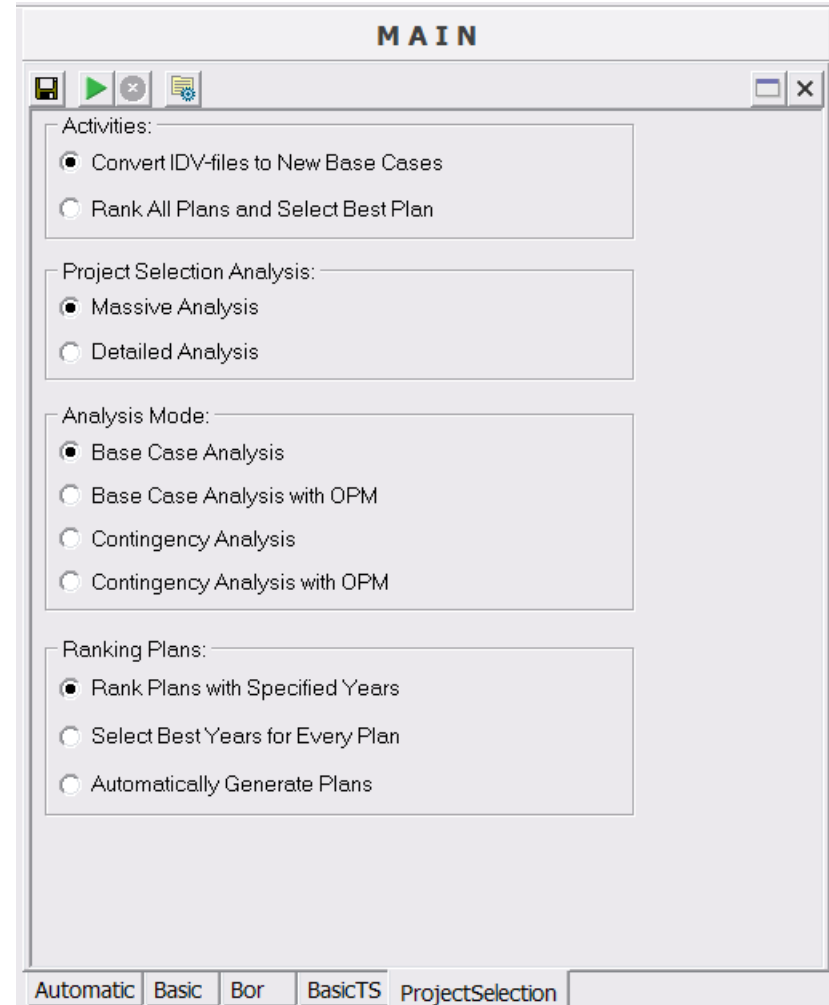 MAIN
Activities:
Convert IDV-files to New Base Cases
Rank All Plans and Select Best Plan
Project Selection Analysis:
Massive Analysis
Detailed Analysis
Analysis Mode:
Base Case Analysis
Base Case Analysis with OPM
Contingency Analysis
Contingency Analysis with OPM
Ranking Plans:
Rank Plans with Specified Years
Select Best Years for Every Plan
Automatically Generate Plans
Automatic Basic Bor BasicTS ProjectSelection